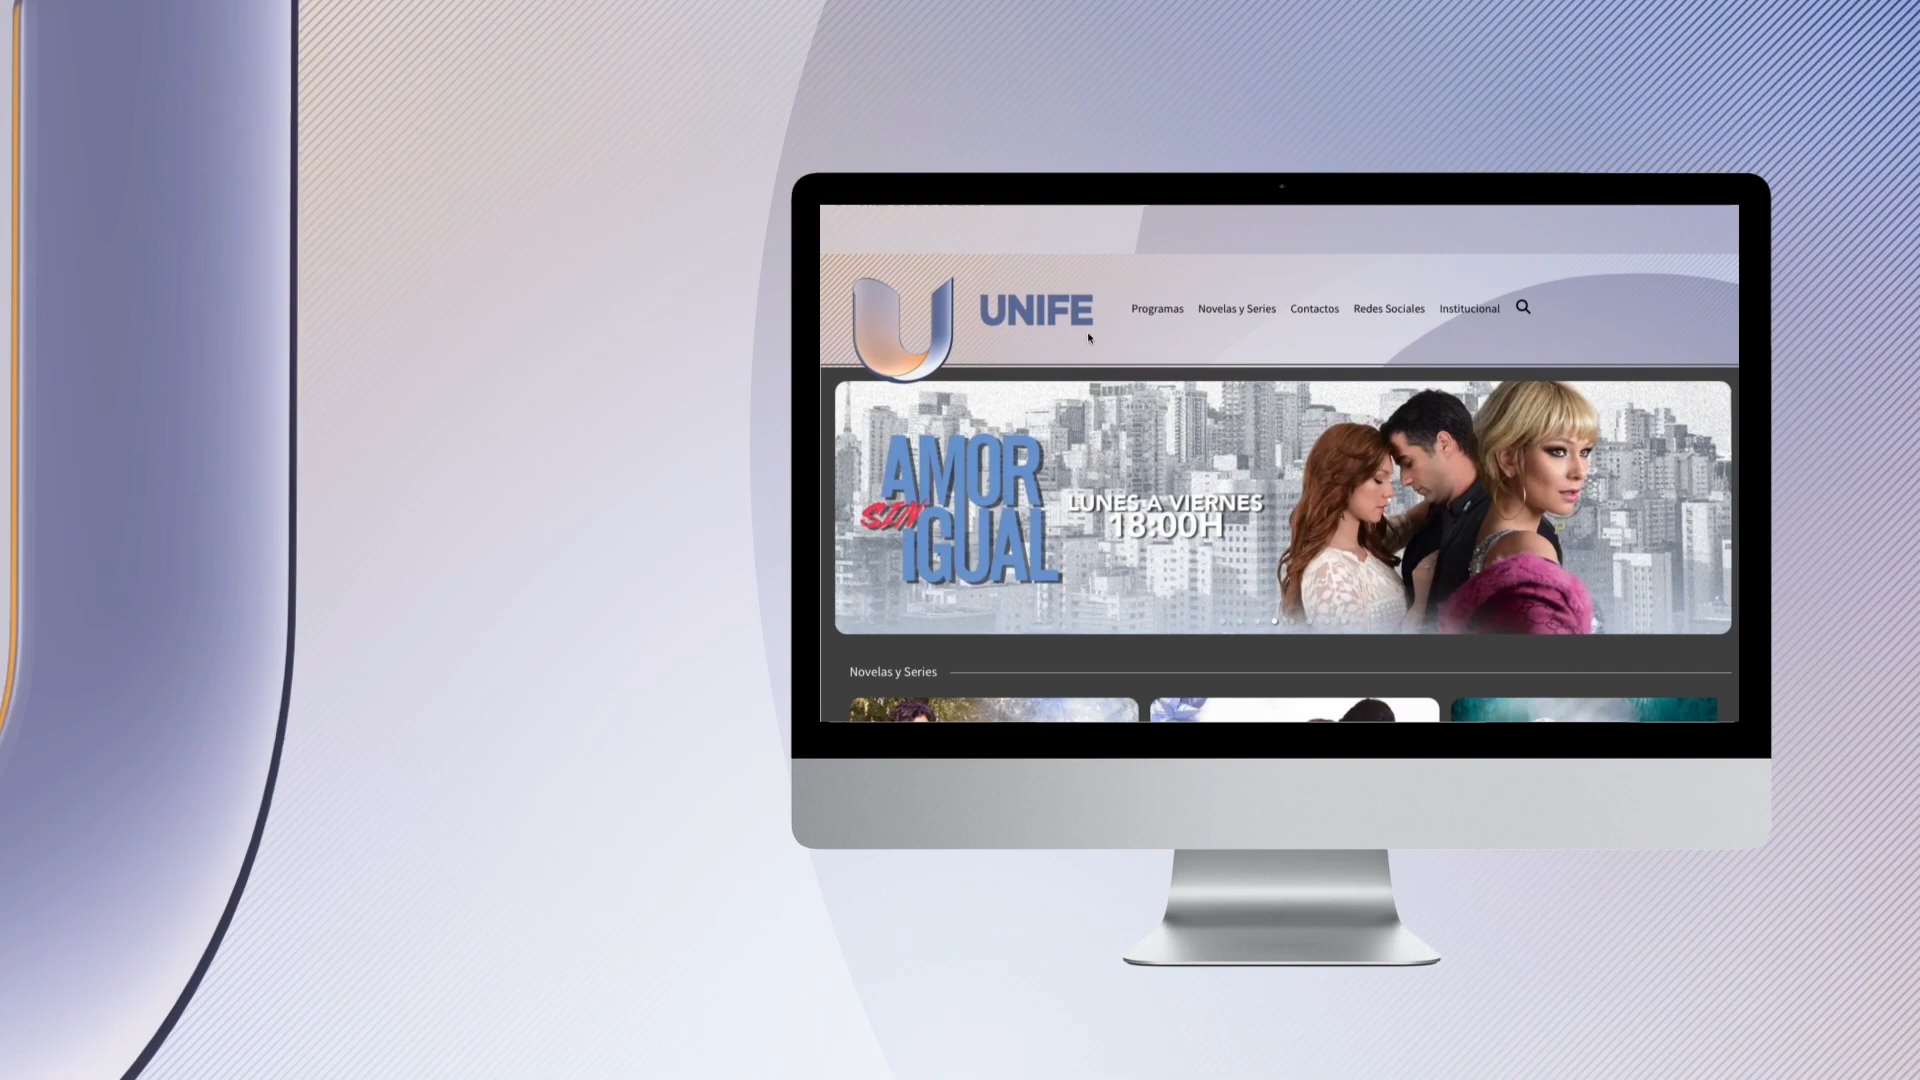 UNIFE
Programas Novelas y Series Contactos Redes Sociales Institucional
AMOR
SIN
IGUAL
LUNES A VIERNES
18:00H
Novelas y Series